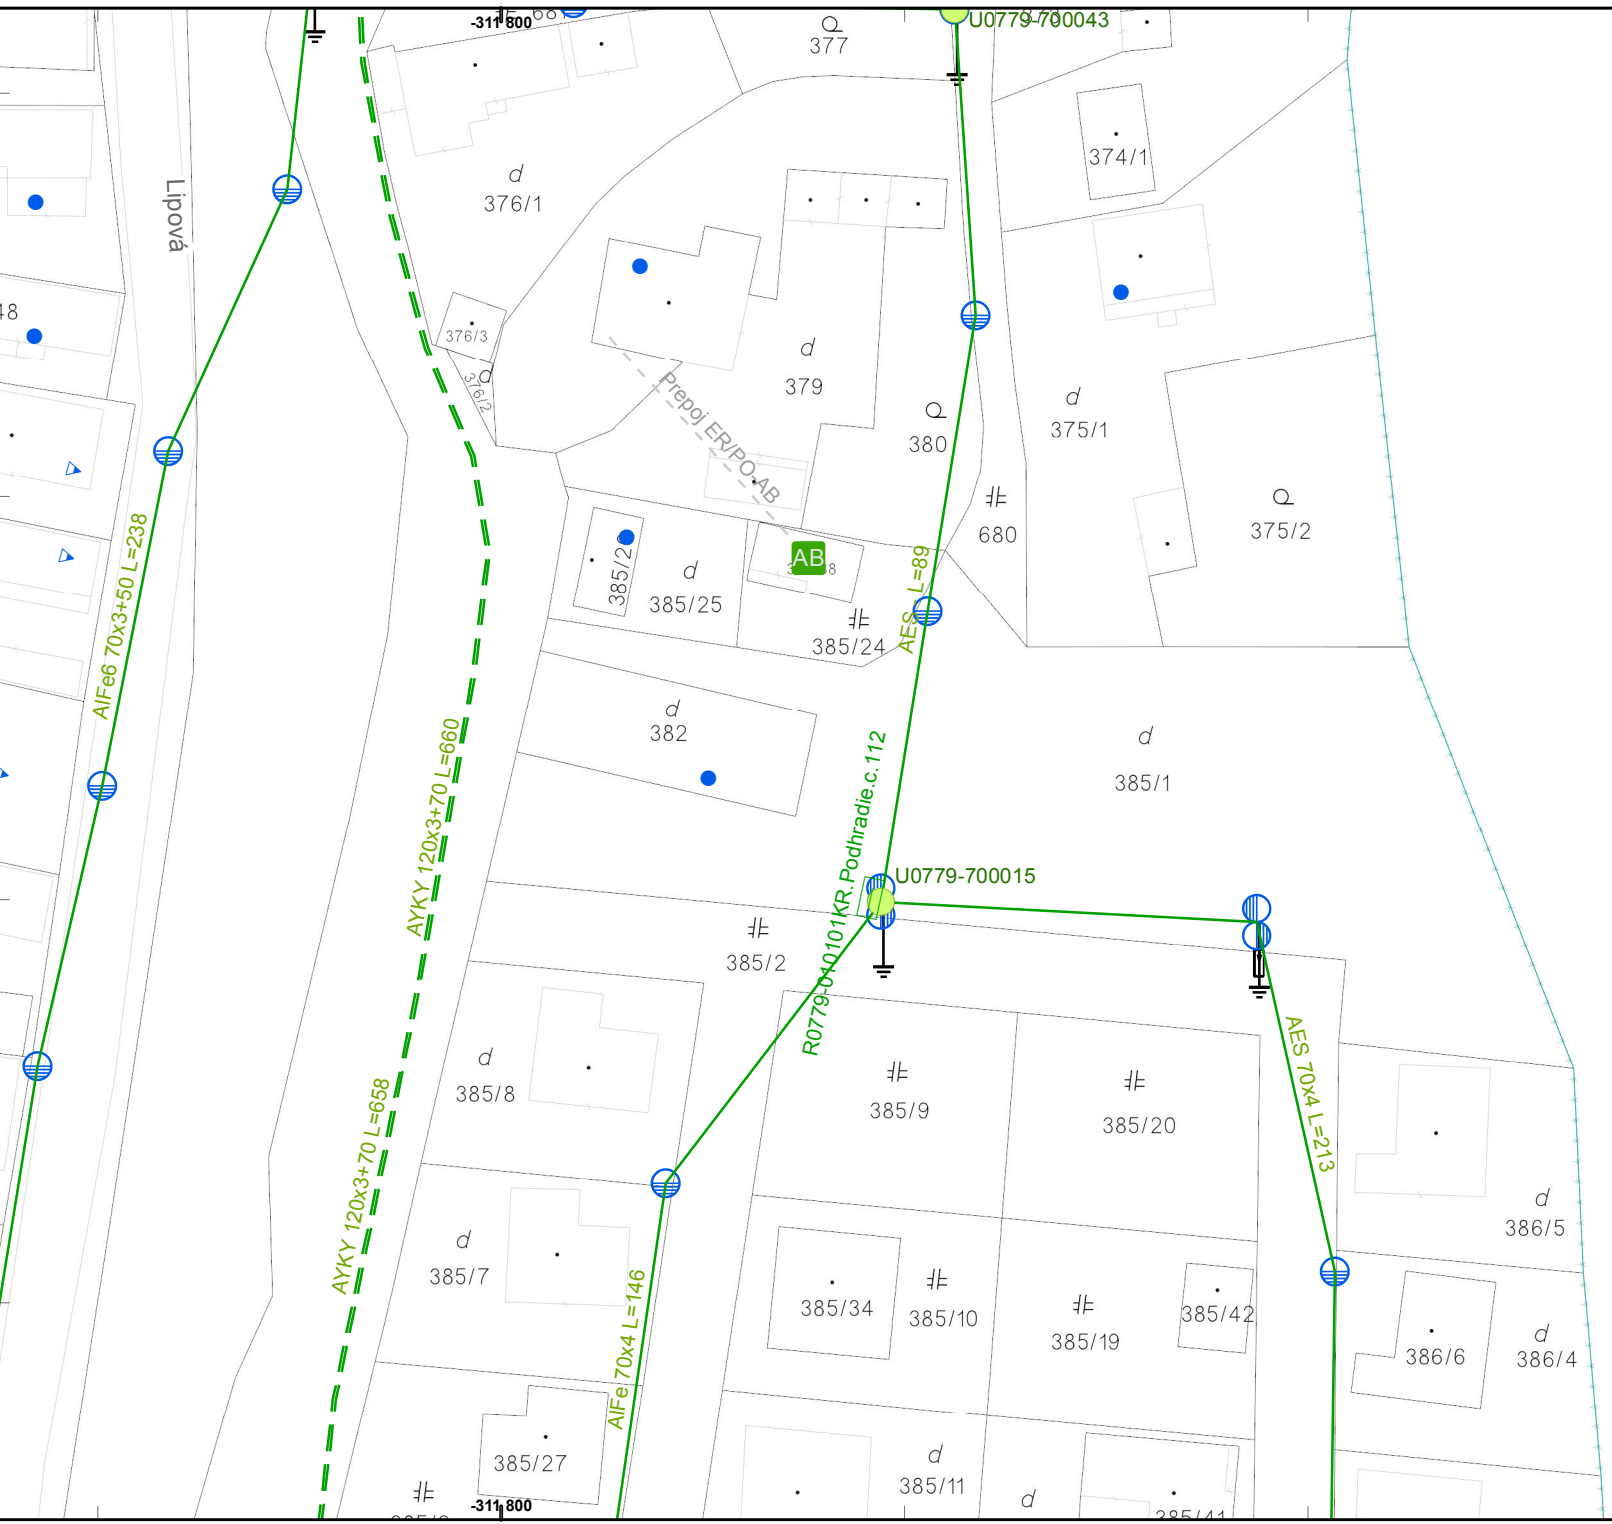 -311 800
U0779-700043
377
374/1
376/1
Lipová
48
376/3
376/2
379
Prepoj ER/PO-AB
380
375/1
680
375/2
AB
385/25
385/24
AES L=89
AlFe6 70x3+50 L=238
382
385/1
AYKY 120x3+70 L=660
R0779-010101KR.Podhradie.c.112
U0779-700015
385/2
385/8
385/9
385/20
AES 70x4 L=213
AYKY 120x3+70 L=658
386/5
385/7
385/34
385/10
385/19
385/42
386/6
386/4
AlFe 70x4 L=146
385/27
385/11
385/41
-311 800